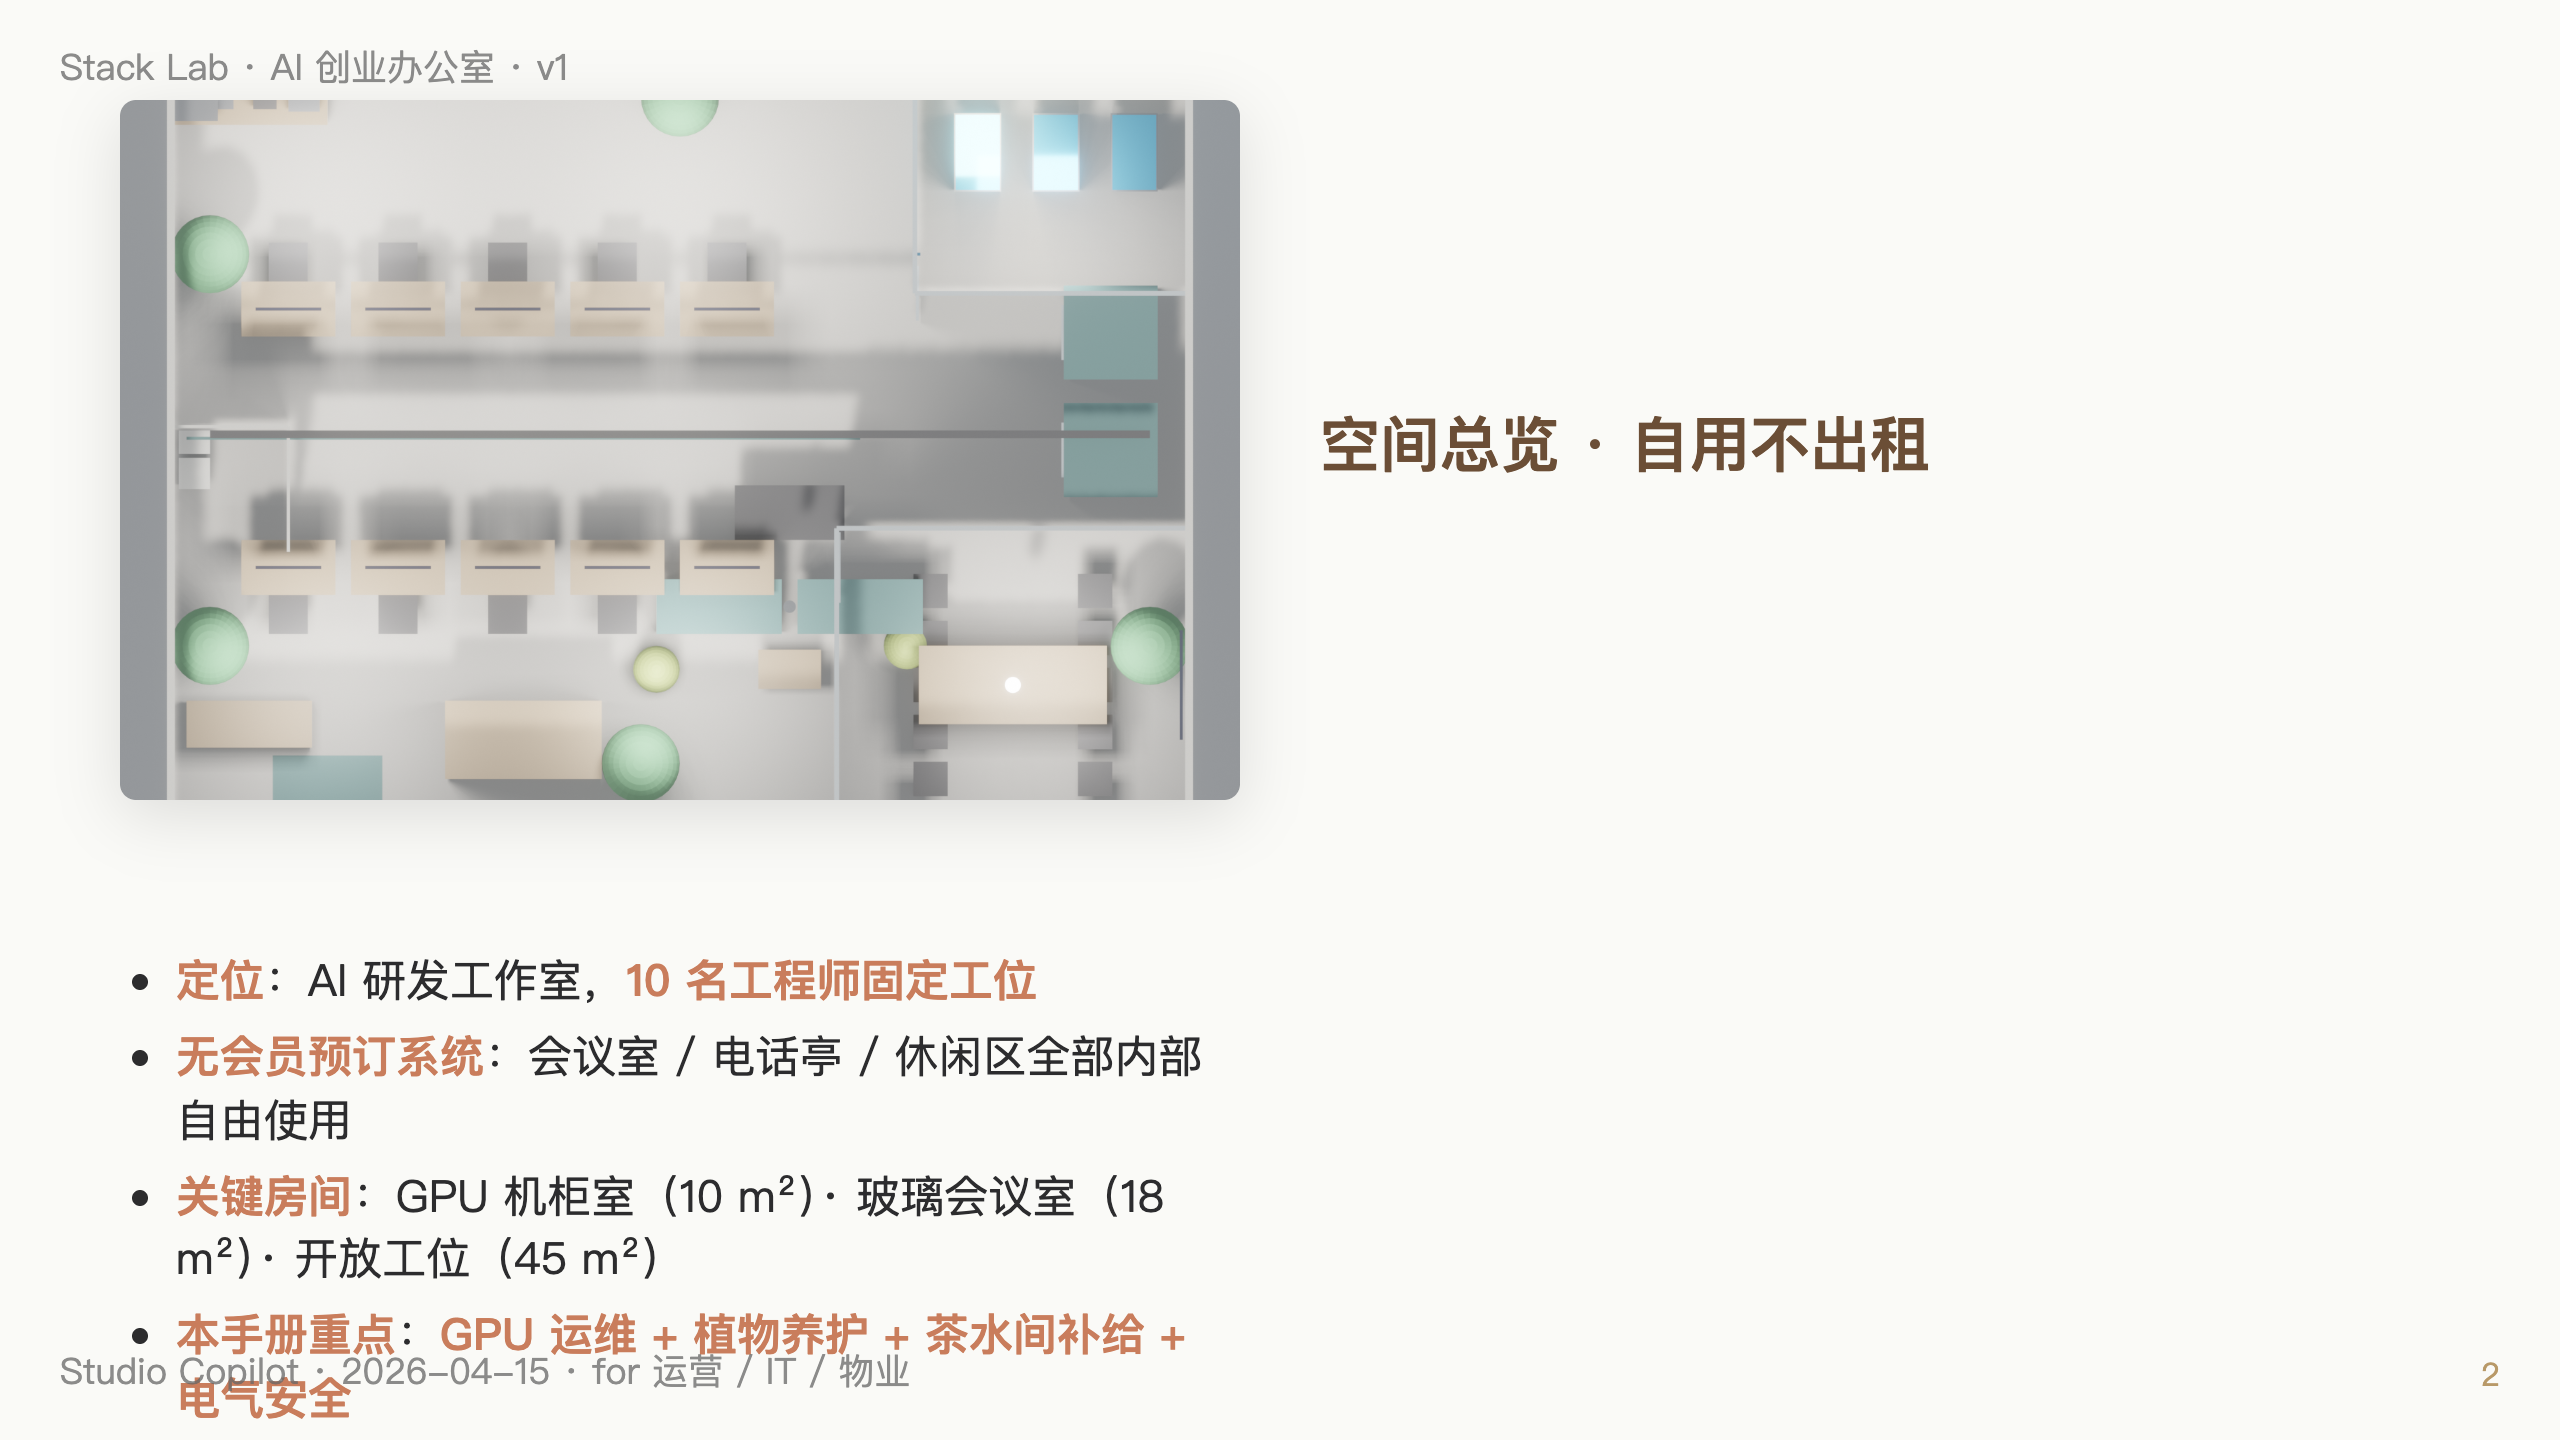 Stack Lab · AI 创业办公室 · v1
空间总览 · 自用不出租
• 定位：AI 研发工作室，10 名工程师固定工位
• 无会员预订系统：会议室 / 电话亭 / 休闲区全部内部
自由使用
• 关键房间：GPU 机柜室（10 m²）· 玻璃会议室（18
m²）· 开放工位（45 m²）
• 本手册重点：GPU 运维 + 植物养护 + 茶水间补给 +
电气安全
Studio Copilot · 2026-04-15 · for 运营 / IT / 物业
2